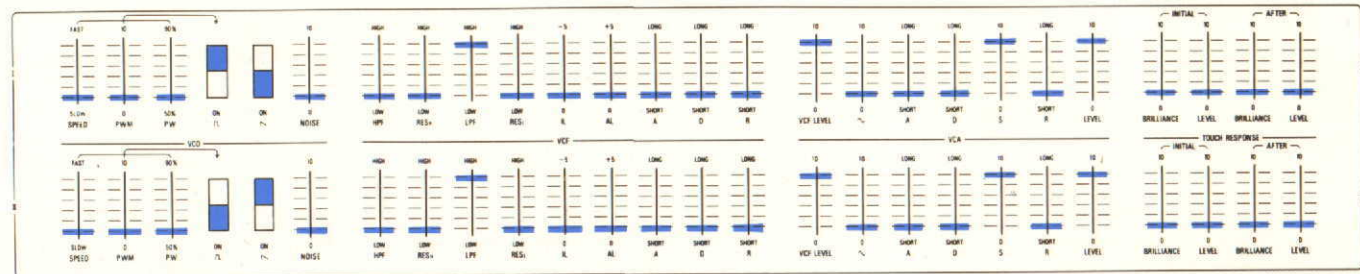 INITIAL AFTER
FAST 10 90% 10 HIGH HIGH HIGH HIGH -5 +5 LONG LONG LONG 10 10 LONG LONG 10 LONG 10 10 10 10 10
SLOW 0 50% ON ON 0 LOW LOW LOW LOW 0 0 SHORT SHORT SHORT 0 0 SHORT SHORT 0 SHORT 0 0 0 0 0
SPEED PWM PW NOISE HPF RESH LPF RESL IL AL A D R VCF LEVEL A D S R LEVEL BRILLIANCE LEVEL BRILLIANCE LEVEL
VCO VCF VCA TOUCH RESPONSE
INITIAL AFTER
FAST 10 90% 10 HIGH HIGH HIGH HIGH -5 +5 LONG LONG LONG 10 10 LONG LONG 10 LONG 10 10 10 10 10
SLOW 0 50% ON ON 0 LOW LOW LOW LOW 0 0 SHORT SHORT SHORT 0 0 SHORT SHORT 0 SHORT 0 0 0 0 0
SPEED PWM PW NOISE HPF RESH LPF RESL IL AL A D R VCF LEVEL A D S R LEVEL BRILLIANCE LEVEL BRILLIANCE LEVEL